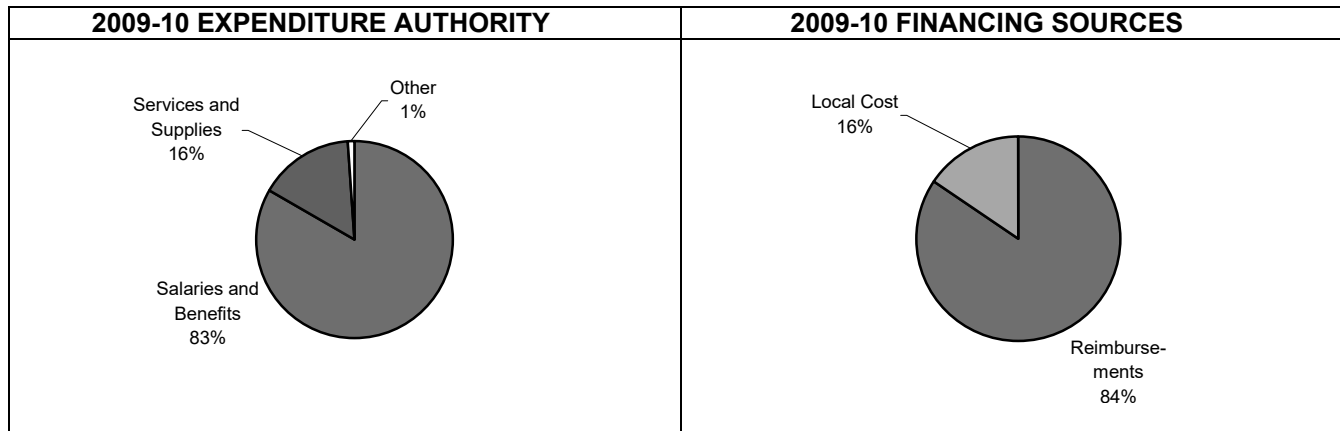 2009-10 EXPENDITURE AUTHORITY
2009-10 FINANCING SOURCES
Other
1%
Services and
Supplies
16%
Salaries and
Benefits
83%
Local Cost
16%
Reimburse-
ments
84%